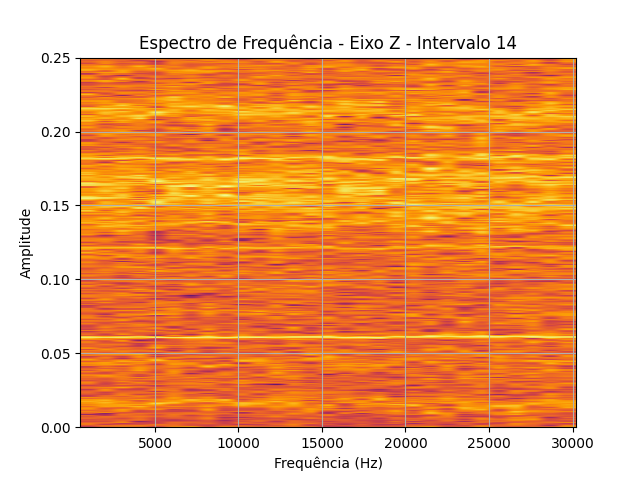 Espectro de Frequência - Eixo Z - Intervalo 14
0.25
0.20
0.15
0.10
0.05
0.00
Amplitude
5000 10000 15000 20000 25000 30000
Frequência (Hz)